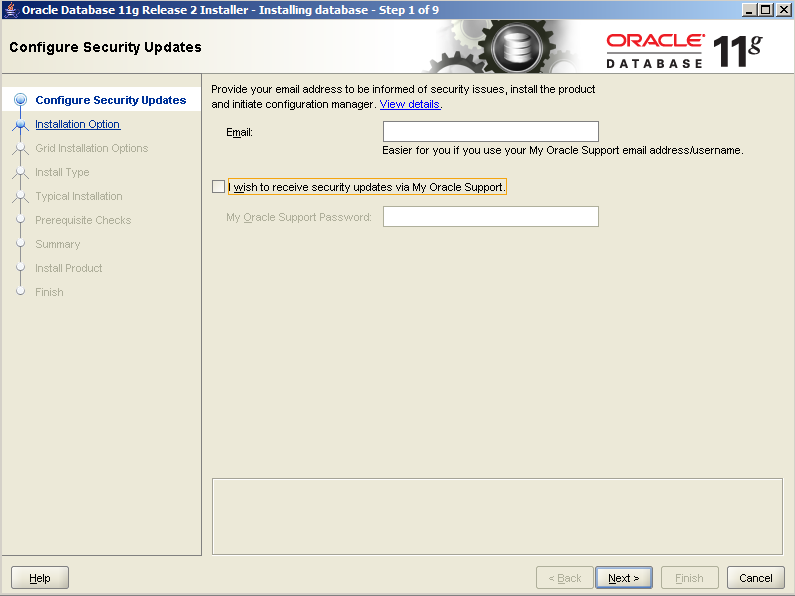 Oracle Database 11g Release 2 Installer - Installing database - Step 1 of 9
Configure Security Updates
ORACLE
DATABASE
11g
Configure Security Updates
Installation Option
Grid Installation Options
Install Type
Typical Installation
Prerequisite Checks
Summary
Install Product
Finish
Provide your email address to be informed of security issues, install the product
and initiate configuration manager. View details.
Email:
Easier for you if you use your My Oracle Support email address/username.
I wish to receive security updates via My Oracle Support.
My Oracle Support Password:
Help
< Back
Next >
Finish
Cancel